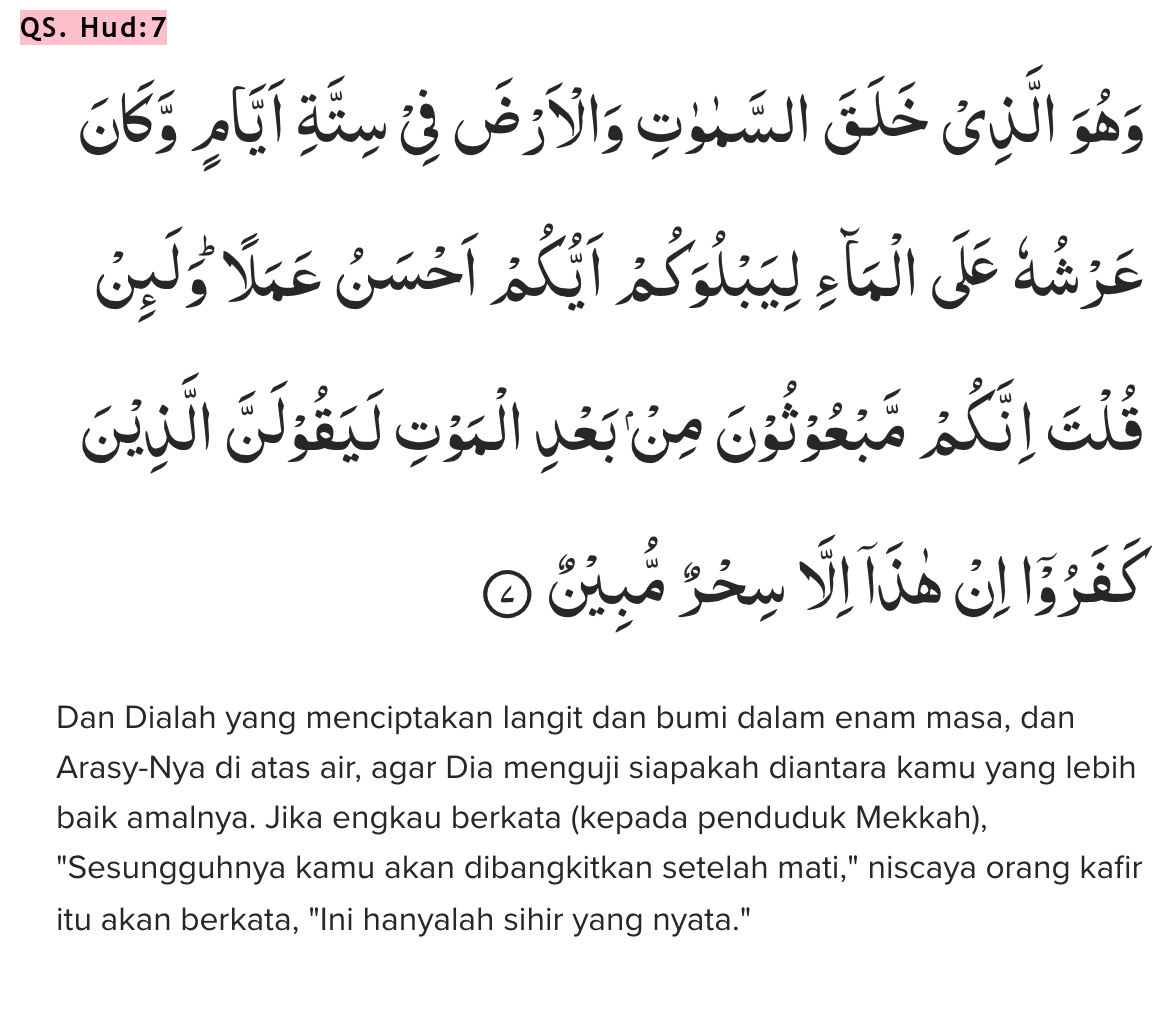 QS. Hud:7
وَهُوَ الَّذِيْ خَلَقَ السَّمٰوٰتِ وَالْاَرْضَ فِيْ سِتَّةِ اَيَّامٍ وَّكَانَ
عَرْشُهٗ عَلَى الْمَاۤءِ لِيَبْلُوَكُمْ اَيُّكُمْ اَحْسَنُ عَمَلًا ۗوَلَىِٕنْ
قُلْتَ اِنَّكُمْ مَّبْعُوْثُوْنَ مِنْۢ بَعْدِ الْمَوْتِ لَيَقُوْلَنَّ الَّذِيْنَ
كَفَرُوْٓا اِنْ هٰذَآ اِلَّا سِحْرٌ مُّبِيْنٌ ٧
Dan Dialah yang menciptakan langit dan bumi dalam enam masa, dan
Arasy-Nya di atas air, agar Dia menguji siapakah diantara kamu yang lebih
baik amalnya. Jika engkau berkata (kepada penduduk Mekkah),
"Sesungguhnya kamu akan dibangkitkan setelah mati," niscaya orang kafir
itu akan berkata, "Ini hanyalah sihir yang nyata."